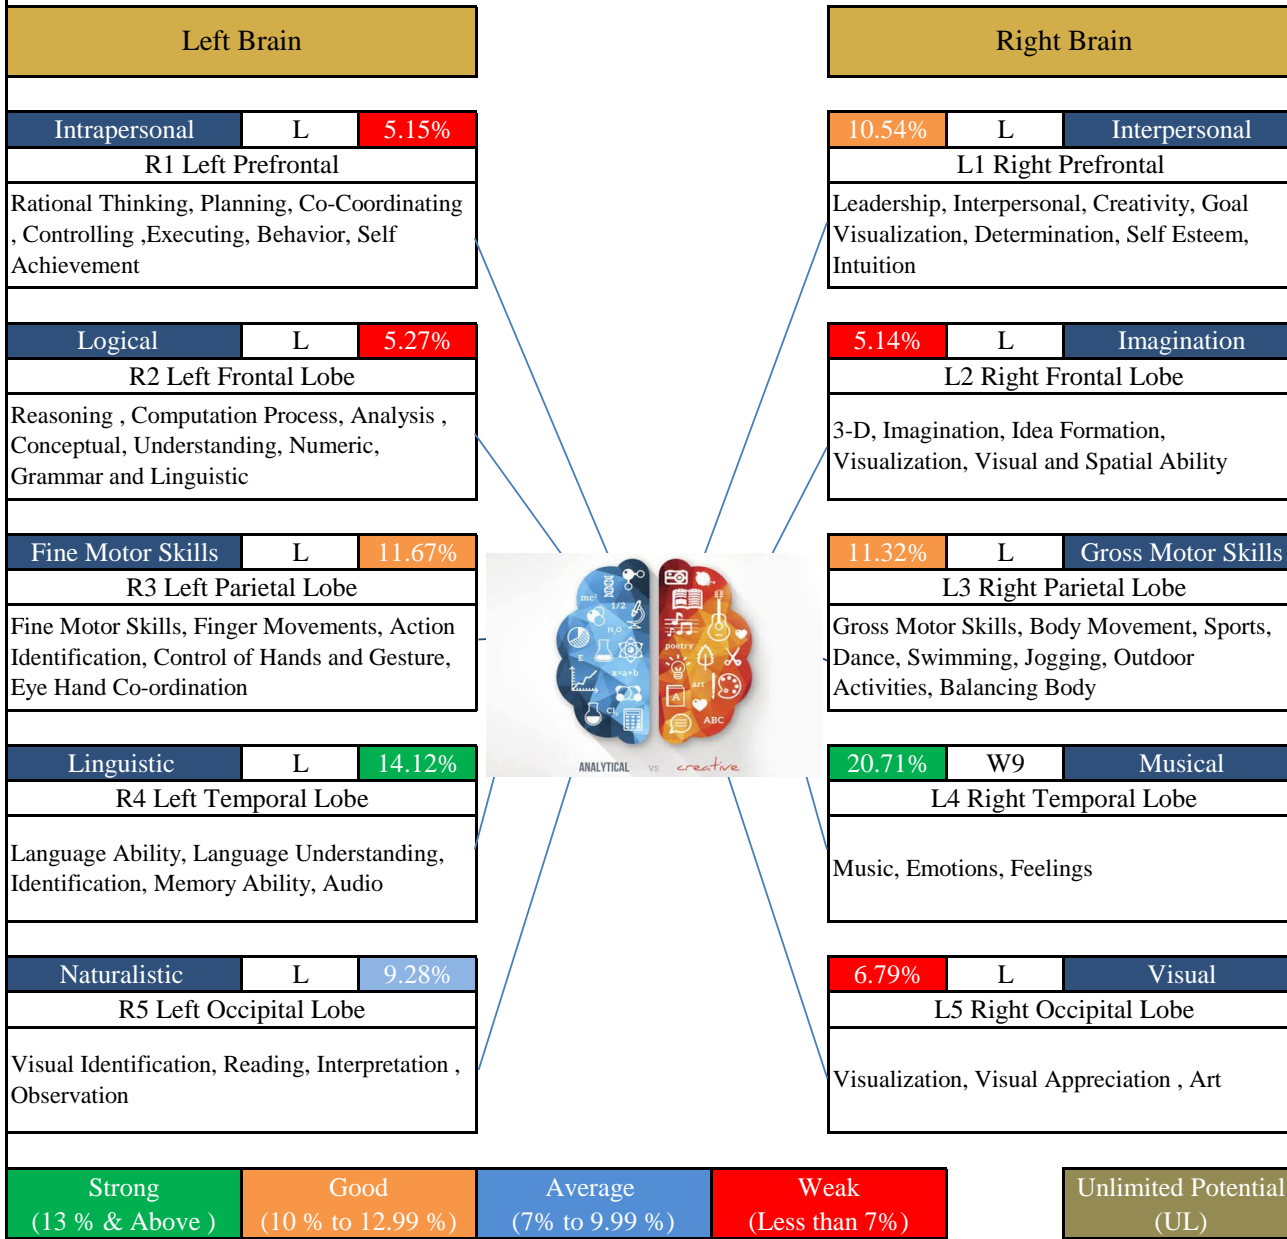 Left Brain
Right Brain
Intrapersonal L 5.15%
R1 Left Prefrontal
Rational Thinking, Planning, Co-Coordinating
, Controlling ,Executing, Behavior, Self
Achievement
10.54% L Interpersonal
L1 Right Prefrontal
Leadership, Interpersonal, Creativity, Goal
Visualization, Determination, Self Esteem,
Intuition
Logical L 5.27%
R2 Left Frontal Lobe
Reasoning , Computation Process, Analysis ,
Conceptual, Understanding, Numeric,
Grammar and Linguistic
5.14% L Imagination
L2 Right Frontal Lobe
3-D, Imagination, Idea Formation,
Visualization, Visual and Spatial Ability
Fine Motor Skills L 11.67%
R3 Left Parietal Lobe
Fine Motor Skills, Finger Movements, Action
Identification, Control of Hands and Gesture,
Eye Hand Co-ordination
mc²
1/2
H₂O
E
x=a+b
poetry
art
A
ABC
ANALYTICAL vs creative
11.32% L Gross Motor Skills
L3 Right Parietal Lobe
Gross Motor Skills, Body Movement, Sports,
Dance, Swimming, Jogging, Outdoor
Activities, Balancing Body
Linguistic L 14.12%
R4 Left Temporal Lobe
Language Ability, Language Understanding,
Identification, Memory Ability, Audio
20.71% W9 Musical
L4 Right Temporal Lobe
Music, Emotions, Feelings
Naturalistic L 9.28%
R5 Left Occipital Lobe
Visual Identification, Reading, Interpretation ,
Observation
6.79% L Visual
L5 Right Occipital Lobe
Visualization, Visual Appreciation , Art
Strong
(13 % & Above )
Good
(10 % to 12.99 %)
Average
(7% to 9.99 %)
Weak
(Less than 7%)
Unlimited Potential
(UL)